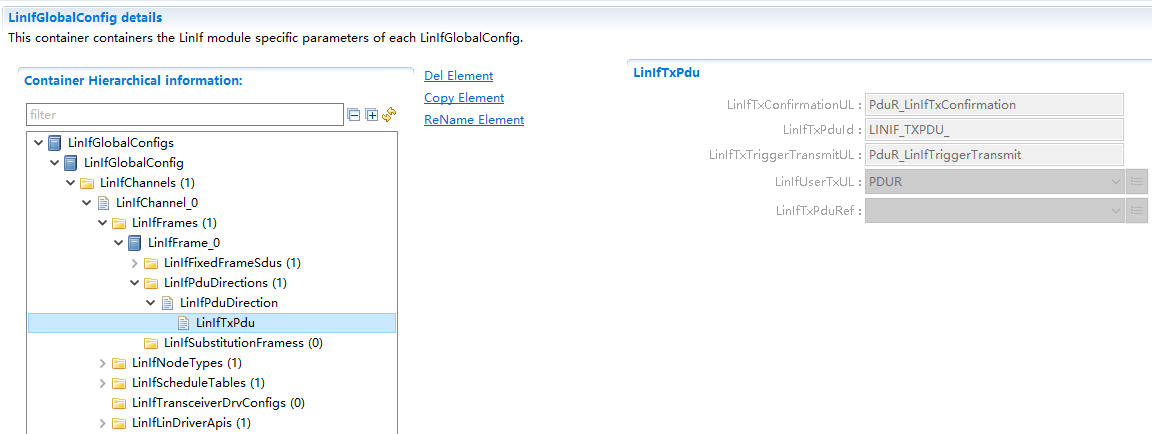 LinIfGlobalConfig details
This container containers the LinIf module specific parameters of each LinIfGlobalConfig.
Container Hierarchical information:
filter
LinIfGlobalConfigs
LinIfGlobalConfig
LinIfChannels (1)
LinIfChannel_0
LinIfFrames (1)
LinIfFrame_0
LinIfFixedFrameSdus (1)
LinIfPduDirections (1)
LinIfPduDirection
LinIfTxPdu
LinIfSubstitutionFramess (0)
LinIfNodeTypes (1)
LinIfScheduleTables (1)
LinIfTransceiverDrvConfigs (0)
LinIfLinDriverApis (1)
Del Element
Copy Element
ReName Element
LinIfTxPdu
LinIfTxConfirmationUL : PduR_LinIfTxConfirmation
LinIfTxPduId : LINIF_TXPDU_
LinIfTxTriggerTransmitUL : PduR_LinIfTriggerTransmit
LinIfUserTxUL : PDUR
LinIfTxPduRef :